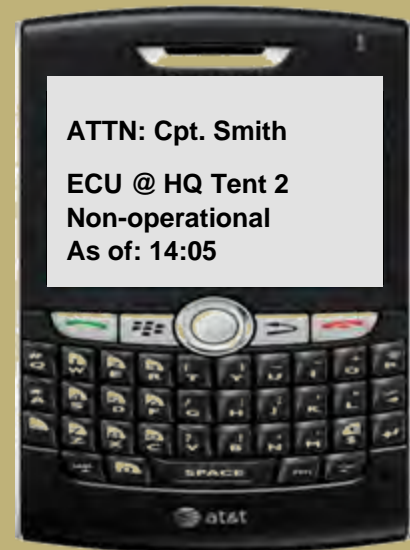 ATTN: Cpt. Smith
ECU @ HQ Tent 2
Non-operational
As of: 14:05
SPACE
at&t